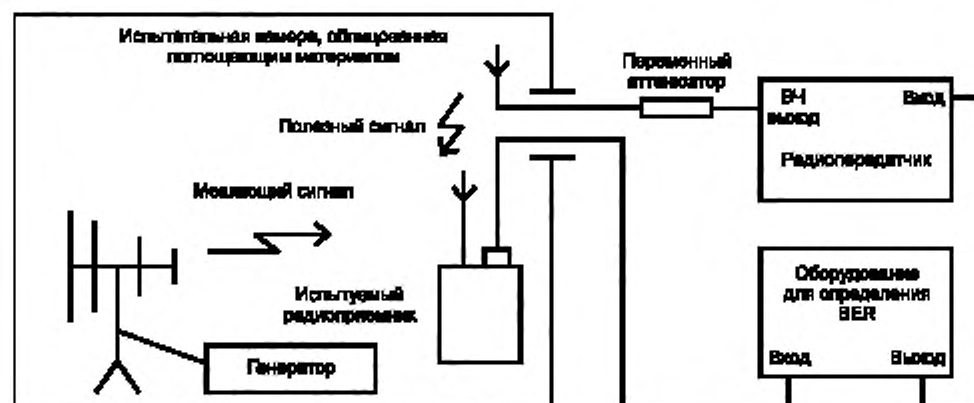 Испытательная камера, облицованная
поглощающим материалом
Переменный
аттенюатор
ВЧ
выход
Вход
Радиопередатчик
Полезный сигнал
Мешающий сигнал
Испытуемый
радиоприемник
Генератор
Оборудование
для определения
BER
Вход
Выход